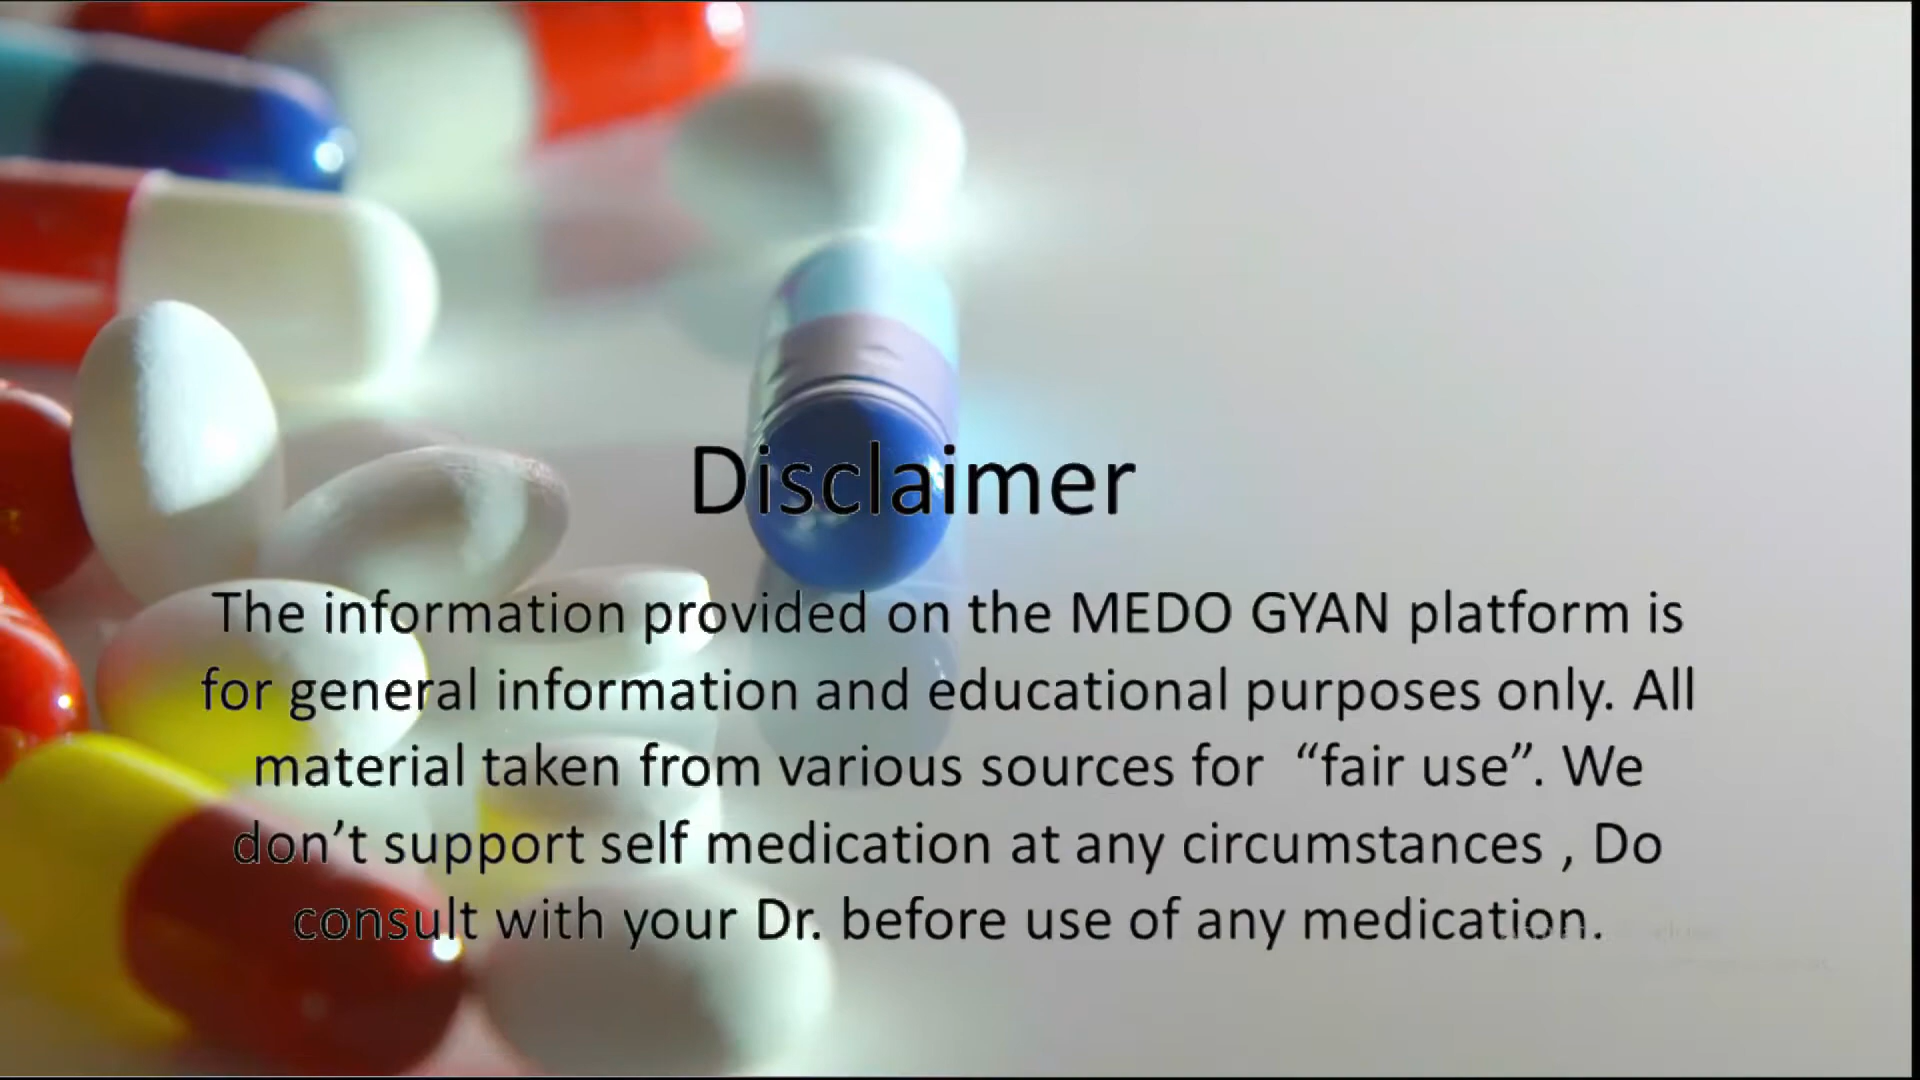 Disclaimer
The information provided on the MEDO GYAN platform is
for general information and educational purposes only. All
material taken from various sources for “fair use”. We
don’t support self medication at any circumstances , Do
consult with your Dr. before use of any medication.